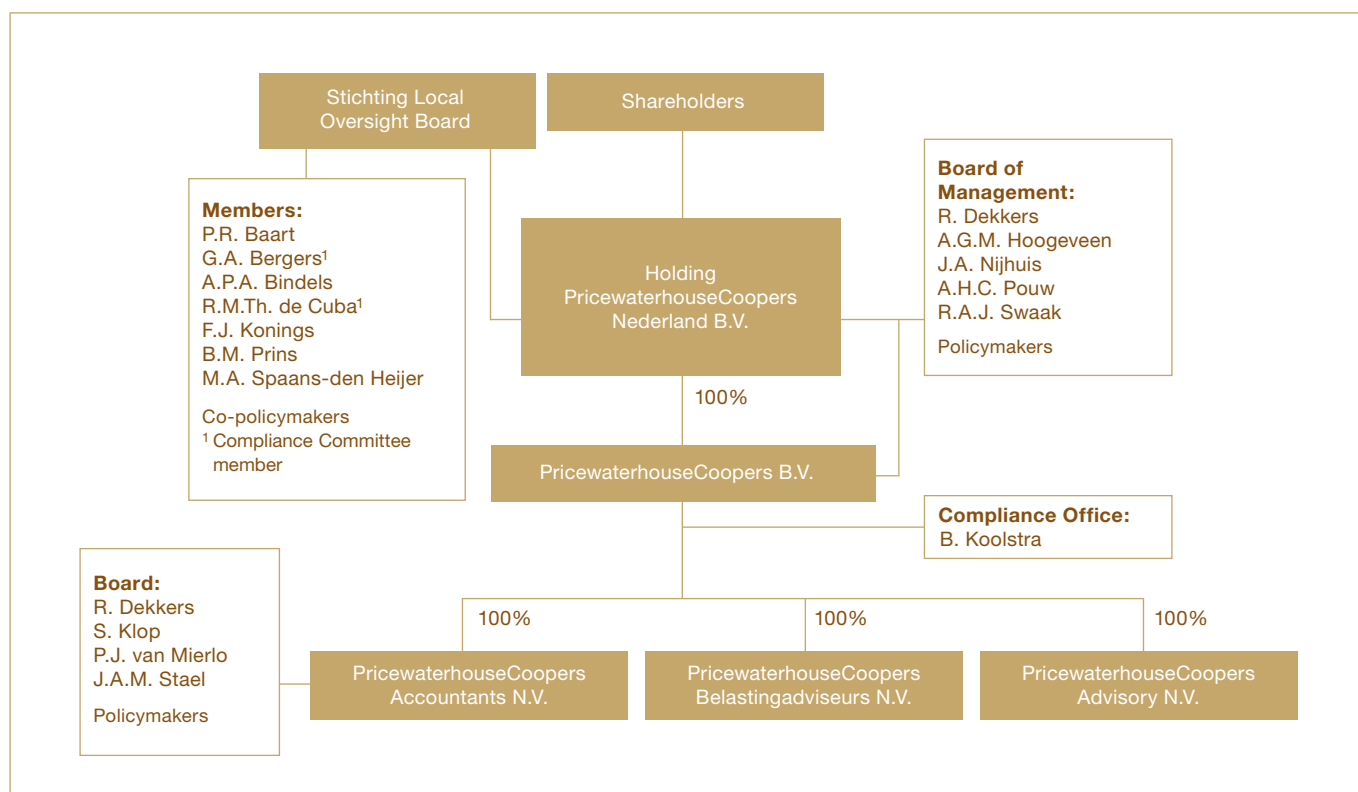 Stichting Local
Oversight Board
Shareholders
Members:
P.R. Baart
G.A. Bergers¹
A.P.A. Bindels
R.M.Th. de Cuba¹
F.J. Konings
B.M. Prins
M.A. Spaans-den Heijer
Co-policymakers
¹ Compliance Committee
member
Holding
PricewaterhouseCoopers
Nederland B.V.
Board of
Management:
R. Dekkers
A.G.M. Hoogeveen
J.A. Nijhuis
A.H.C. Pouw
R.A.J. Swaak
Policymakers
100%
PricewaterhouseCoopers B.V.
Compliance Office:
B. Koolstra
Board:
R. Dekkers
S. Klop
P.J. van Mierlo
J.A.M. Stael
Policymakers
100%
PricewaterhouseCoopers
Accountants N.V.
100%
PricewaterhouseCoopers
Belastingadviseurs N.V.
100%
PricewaterhouseCoopers
Advisory N.V.